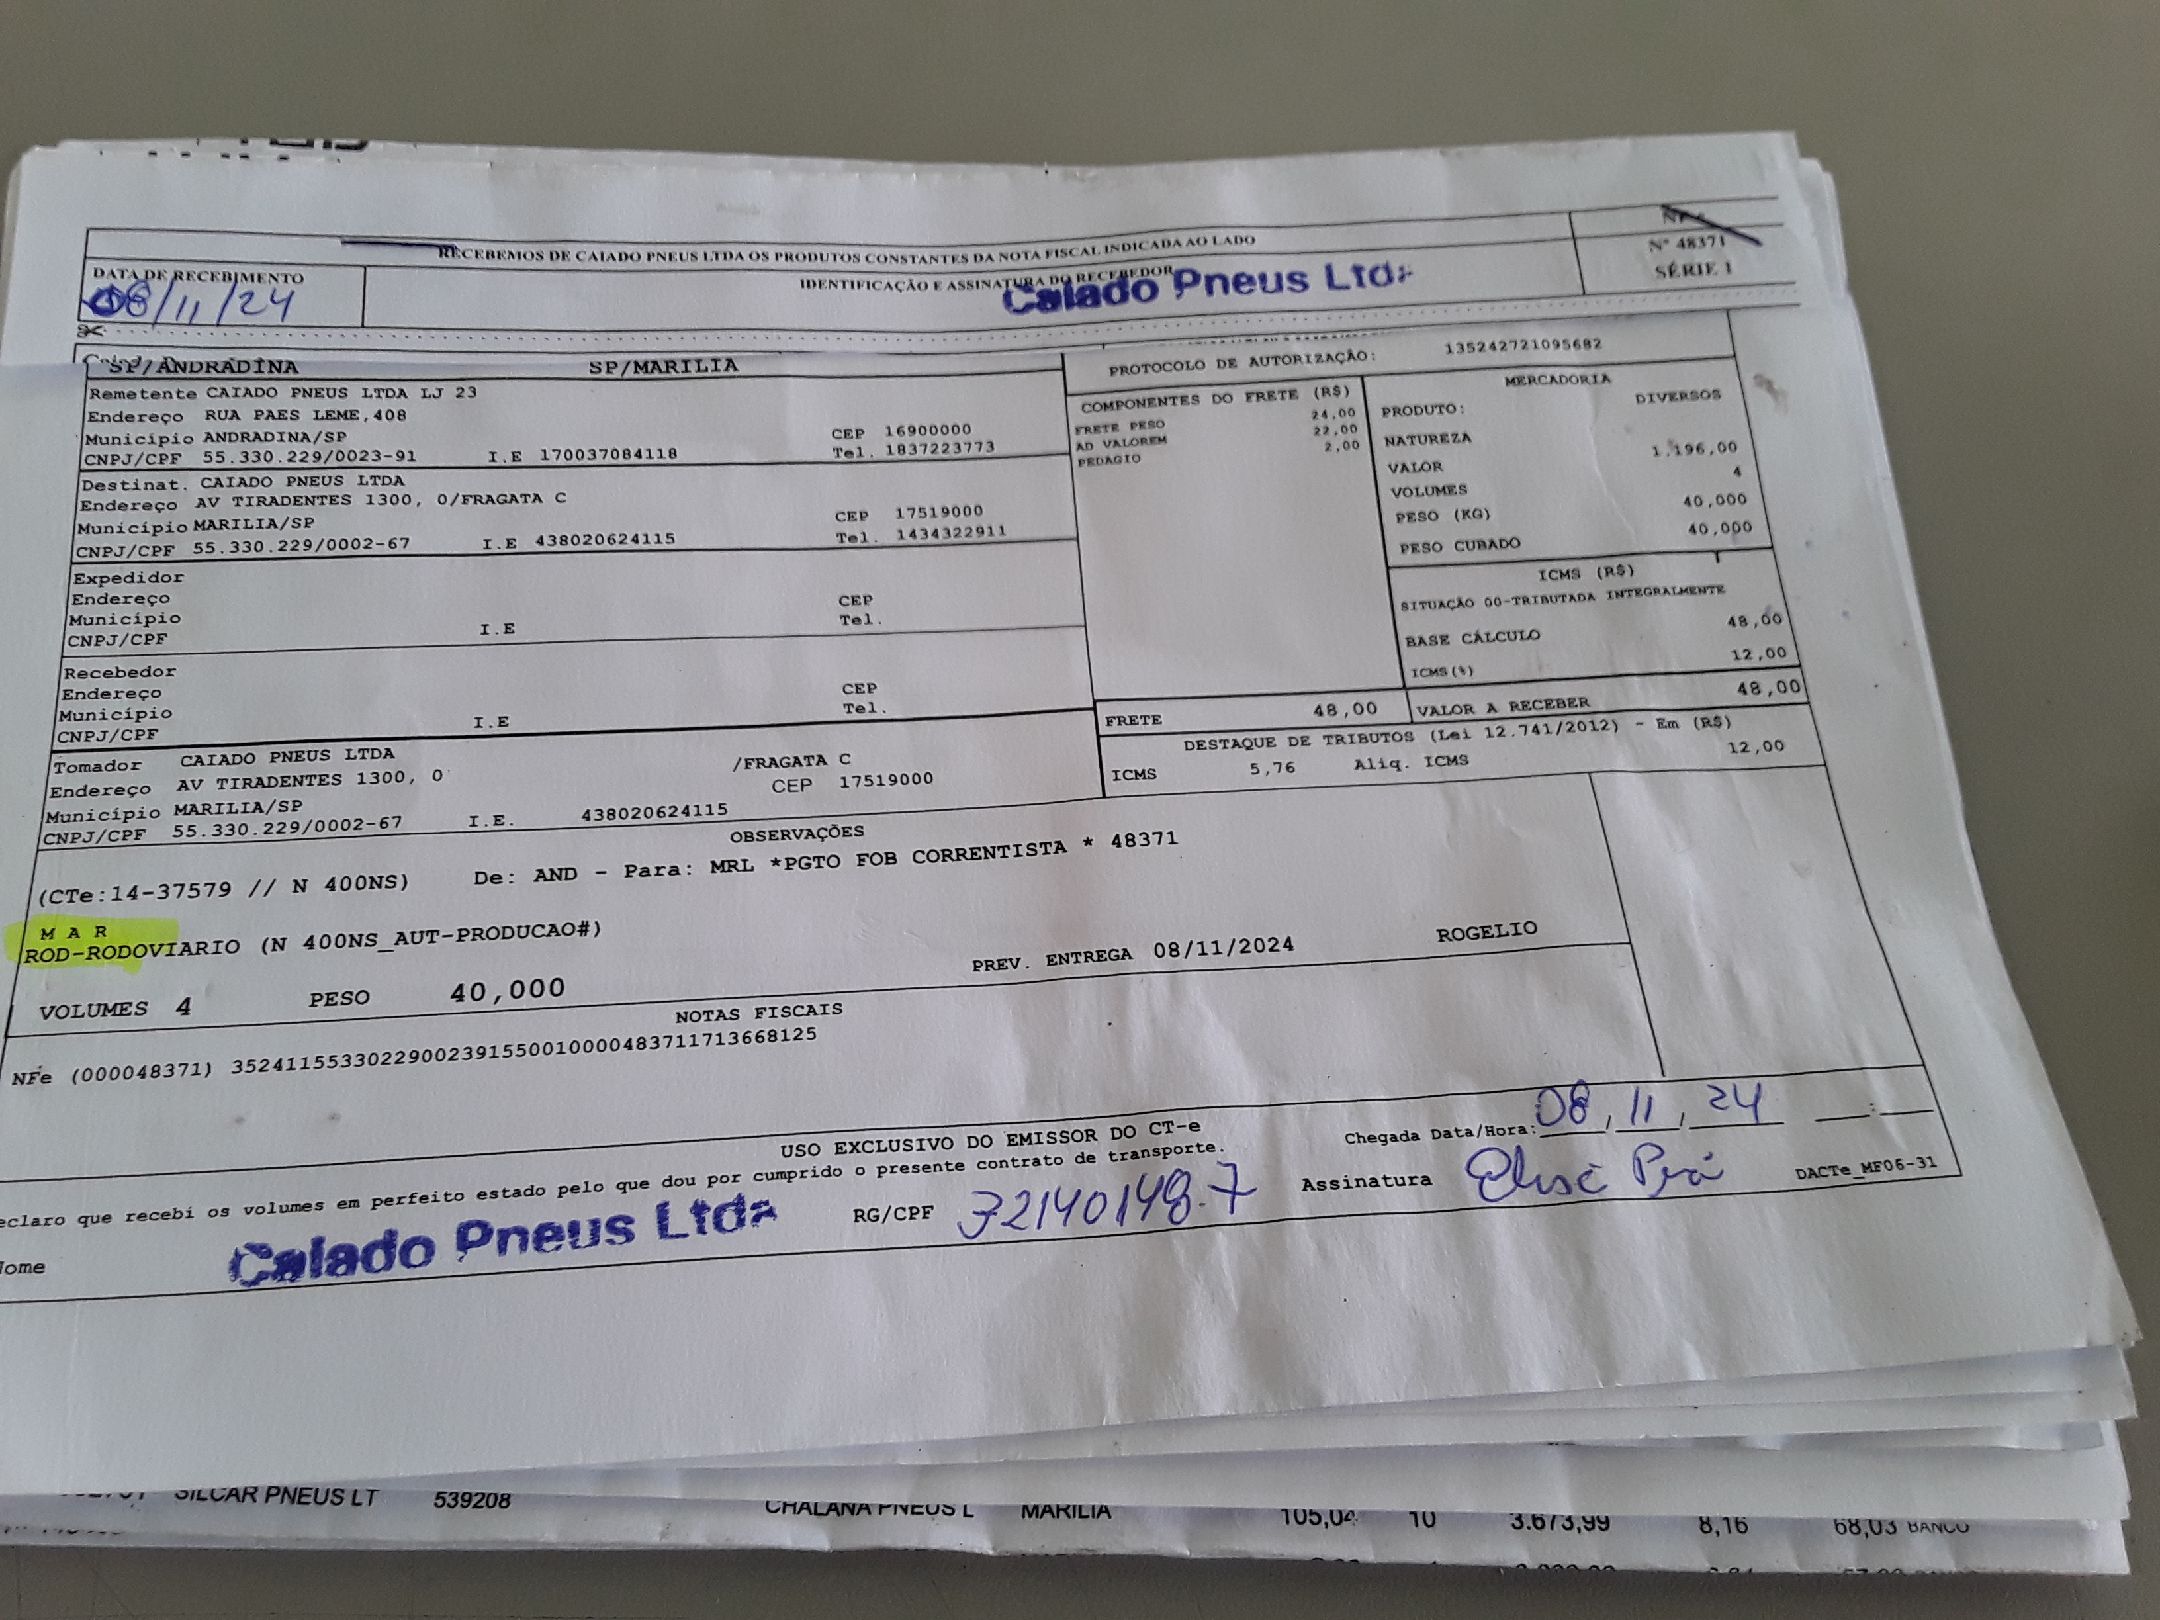 RECEBEMOS DE CAIADO PNEUS LTDA OS PRODUTOS CONSTANTES DA NOTA FISCAL INDICADA AO LADO
Nº 48371
SÉRIE 1
DATA DE RECEBIMENTO
08/11/24
IDENTIFICAÇÃO E ASSINATURA DO RECEBEDOR
Caiado Pneus Ltda
SP/ANDRADINA SP/MARILIA
Remetente CAIADO PNEUS LTDA LJ 23
Endereço RUA PAES LEME,408
Município ANDRADINA/SP CEP 16900000
CNPJ/CPF 55.330.229/0023-91 I.E 170037084118 Tel. 1837223773
Destinat. CAIADO PNEUS LTDA
Endereço AV TIRADENTES 1300, 0/FRAGATA C
Município MARILIA/SP CEP 17519000
CNPJ/CPF 55.330.229/0002-67 I.E 438020624115 Tel. 1434322911
Expedidor
Endereço CEP
Município Tel.
CNPJ/CPF I.E
Recebedor
Endereço CEP
Município Tel.
CNPJ/CPF I.E
Tomador CAIADO PNEUS LTDA
Endereço AV TIRADENTES 1300, 0 /FRAGATA C
Município MARILIA/SP CEP 17519000
CNPJ/CPF 55.330.229/0002-67 I.E. 438020624115
PROTOCOLO DE AUTORIZAÇÃO: 135242721095682
COMPONENTES DO FRETE (R$)
FRETE PESO 24,00
AD VALOREM 22,00
PEDAGIO 2,00
MERCADORIA
PRODUTO: DIVERSOS
NATUREZA
VALOR 1.196,00
VOLUMES 4
PESO (KG) 40,000
PESO CUBADO 40,000
ICMS (R$)
SITUAÇÃO 00-TRIBUTADA INTEGRALMENTE
BASE CÁLCULO 48,00
ICMS(%) 12,00
FRETE 48,00 VALOR A RECEBER 48,00
DESTAQUE DE TRIBUTOS (Lei 12.741/2012) - Em (R$)
ICMS 5,76 Aliq. ICMS 12,00
OBSERVAÇÕES
(CTe:14-37579 // N 400NS) De: AND - Para: MRL *PGTO FOB CORRENTISTA * 48371
M A R
ROD-RODOVIARIO (N 400NS_AUT-PRODUCAO#)
VOLUMES 4 PESO 40,000 PREV. ENTREGA 08/11/2024 ROGELIO
NOTAS FISCAIS
NFe (000048371) 35241155330229002391550010000483711713668125
USO EXCLUSIVO DO EMISSOR DO CT-e
eclaro que recebi os volumes em perfeito estado pelo que dou por cumprido o presente contrato de transporte.
Chegada Data/Hora: 08, 11, 24 :
ome Caiado Pneus Ltda RG/CPF 32140148-7 Assinatura
DACTe_MF06-31
SILCAR PNEUS LT 539208 CHALANA PNEUS L MARILIA 105,04 10 3.673,99 8,16 68,03 BANCO